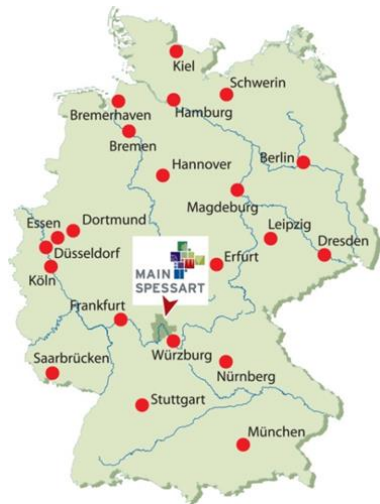 Kiel
Schwerin
Bremerhaven
Hamburg
Bremen
Berlin
Hannover
Magdeburg
Essen
Dortmund
Leipzig
Düsseldorf
Dresden
MAIN
SPESSART
Erfurt
Köln
Frankfurt
Würzburg
Saarbrücken
Nürnberg
Stuttgart
München